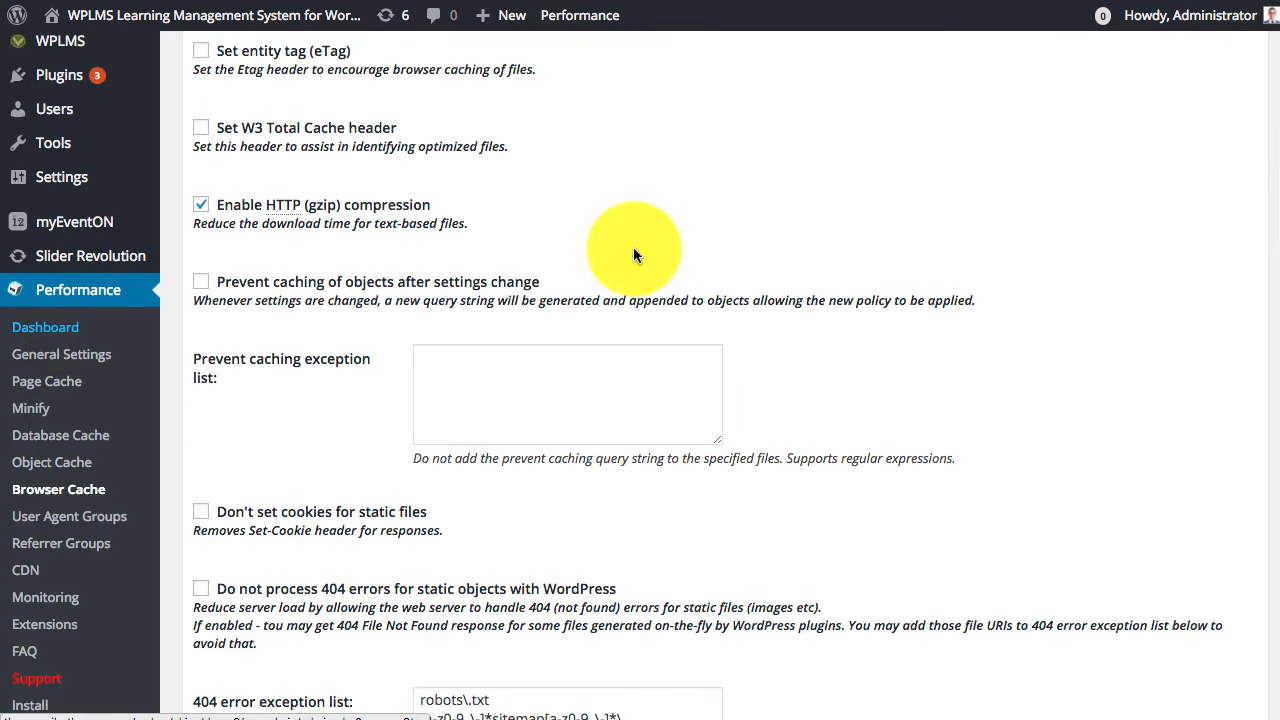 WPLMS Learning Management System for Wor... 6 0 New Performance 0 Howdy, Administrator
WPLMS
Plugins 3
Users
Tools
Settings
12 myEventON
Slider Revolution
Performance
Dashboard
General Settings
Page Cache
Minify
Database Cache
Object Cache
Browser Cache
User Agent Groups
Referrer Groups
CDN
Monitoring
Extensions
FAQ
Support
Install
Set entity tag (eTag)
Set the Etag header to encourage browser caching of files.
Set W3 Total Cache header
Set this header to assist in identifying optimized files.
Enable HTTP (gzip) compression
Reduce the download time for text-based files.
Prevent caching of objects after settings change
Whenever settings are changed, a new query string will be generated and appended to objects allowing the new policy to be applied.
Prevent caching exception
list:
Do not add the prevent caching query string to the specified files. Supports regular expressions.
Don't set cookies for static files
Removes Set-Cookie header for responses.
Do not process 404 errors for static objects with WordPress
Reduce server load by allowing the web server to handle 404 (not found) errors for static files (images etc).
If enabled - tou may get 404 File Not Found response for some files generated on-the-fly by WordPress plugins. You may add those file URIs to 404 error exception list below to
avoid that.
404 error exception list:
robots\.txt